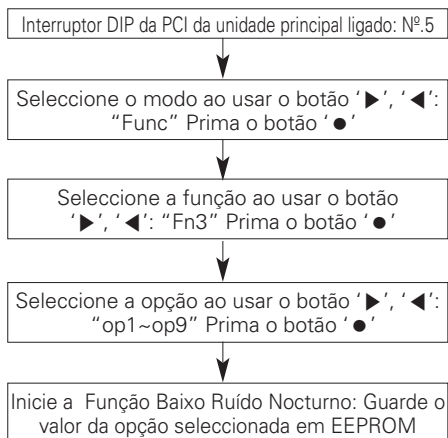 Interruptor DIP da PCI da unidade principal ligado: Nº.5
Seleccione o modo ao usar o botão ‘▶’, ‘◀’:
“Func” Prima o botão ‘●’
Seleccione a função ao usar o botão
‘▶’, ‘◀’: “Fn3” Prima o botão ‘●’
Seleccione a opção ao usar o botão ‘▶’, ‘◀’:
“op1~op9” Prima o botão ‘●’
Inicie a Função Baixo Ruído Nocturno: Guarde o
valor da opção seleccionada em EEPROM